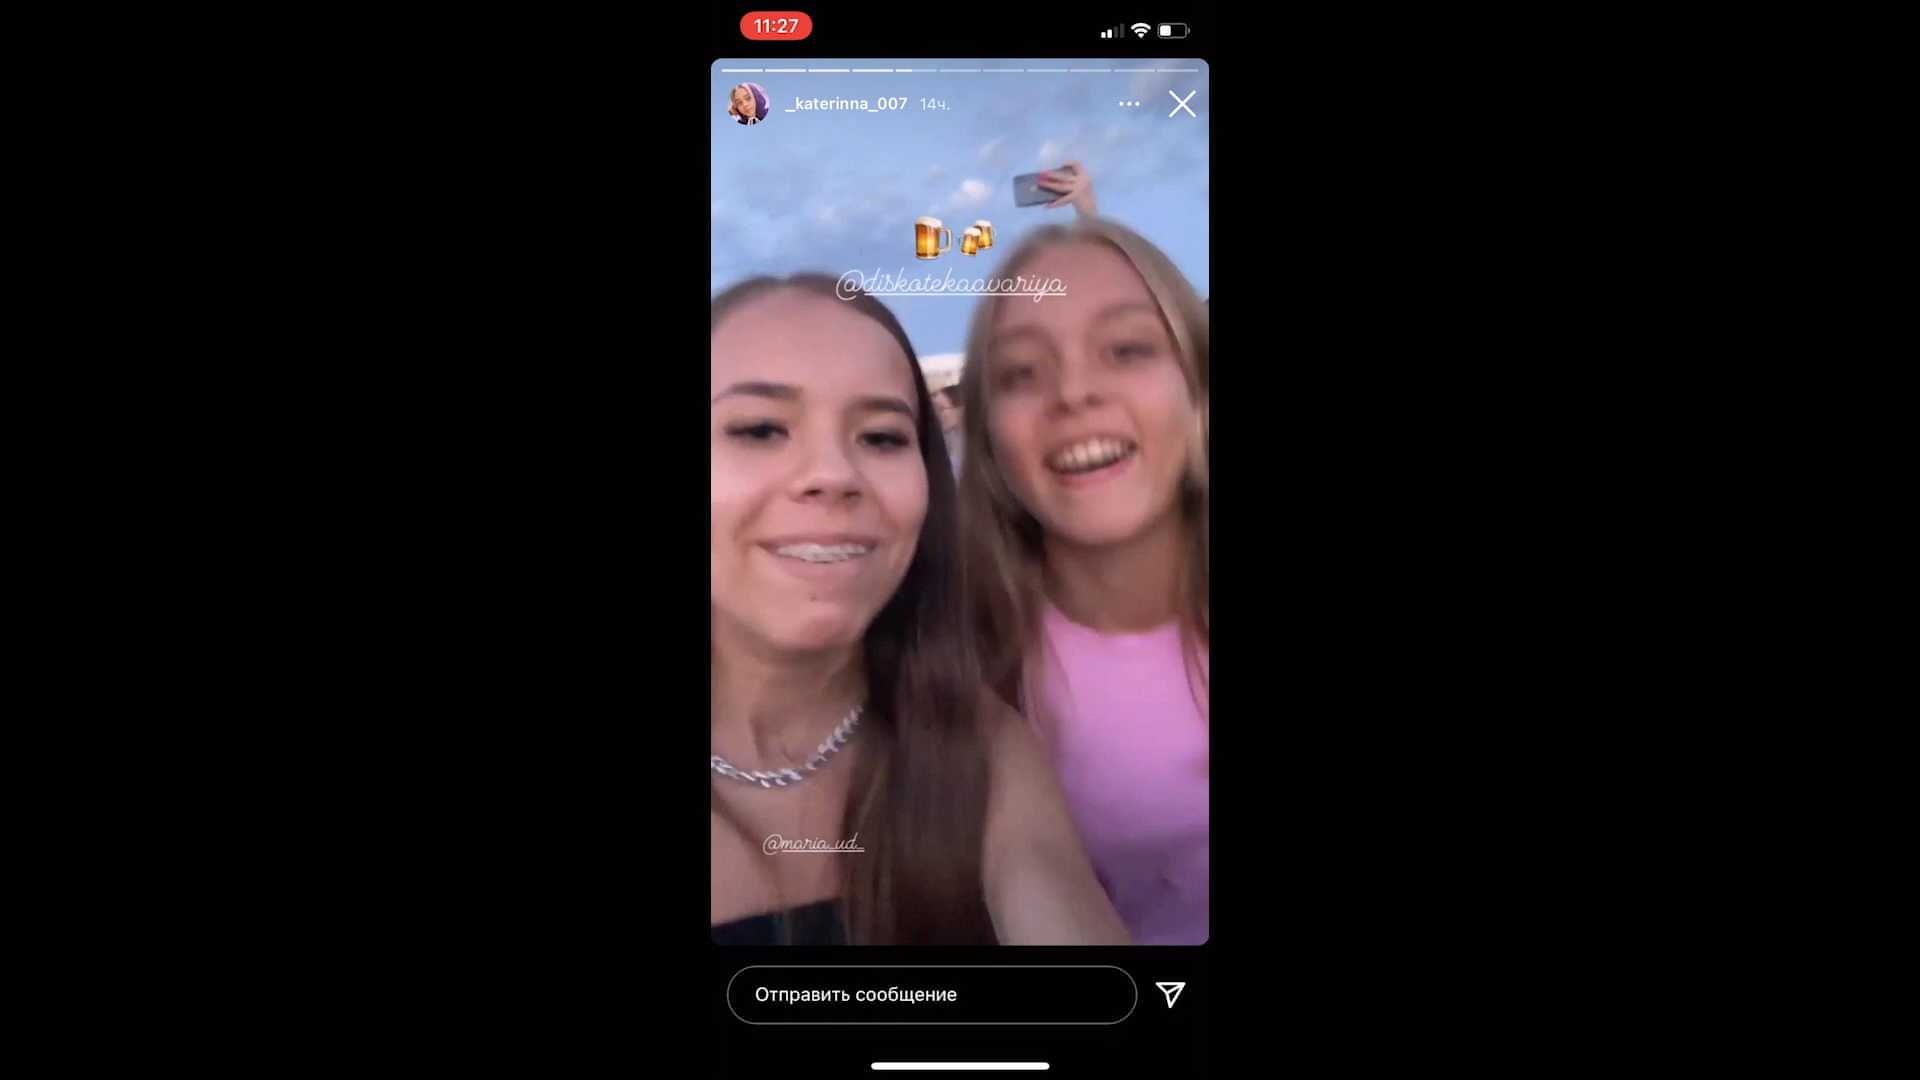 11:27
_katerinna_007 14ч.
@diskotekaavariya
@maria_ud_
Отправить сообщение